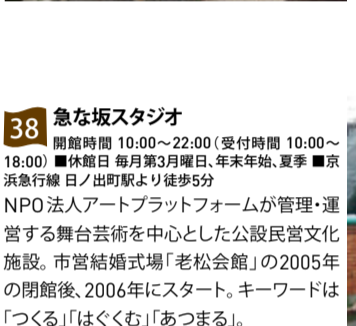 38 急な坂スタジオ
開館時間 10:00〜22:00（受付時間 10:00〜
18:00） ■休館日 毎月第3月曜日、年末年始、夏季 ■京
浜急行線 日ノ出町駅より徒歩5分
NPO法人アートプラットフォームが管理・運
営する舞台芸術を中心とした公設民営文化
施設。市営結婚式場「老松会館」の2005年
の閉館後、2006年にスタート。キーワードは
「つくる」「はぐくむ」「あつまる」。